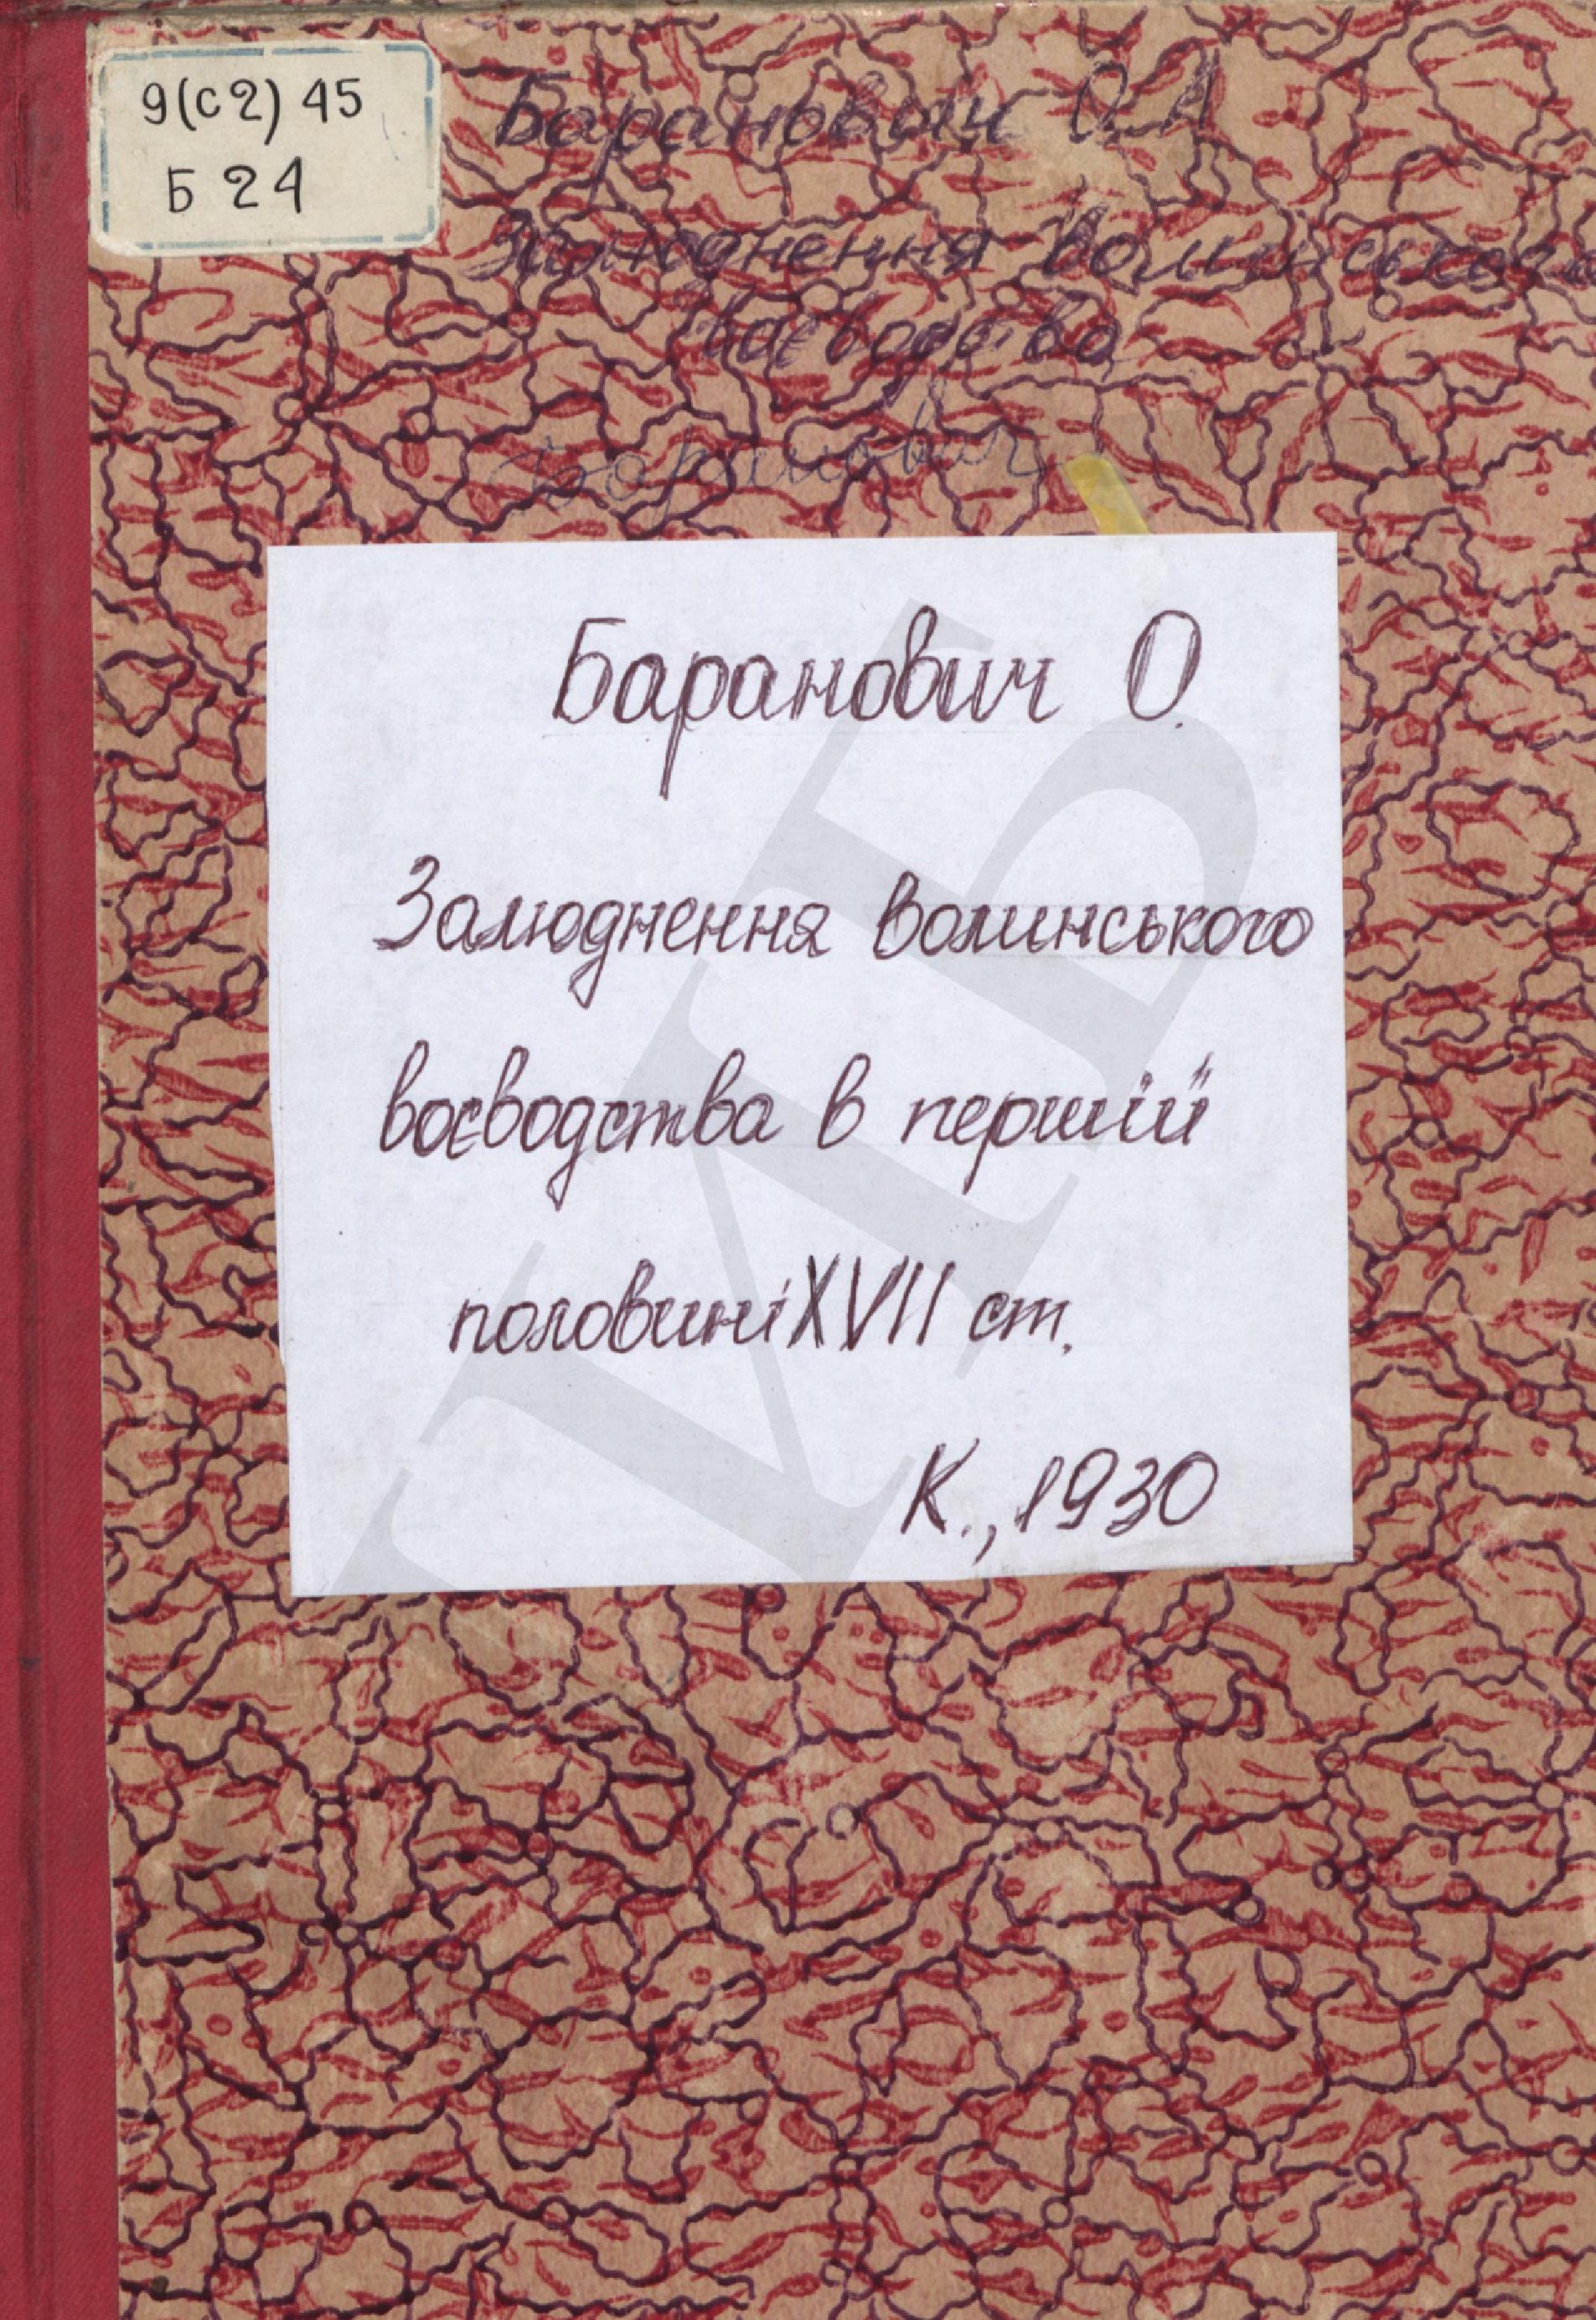 9(с2) 45
Б 24
Баранович О. А
Залюднення Волинського
воєводства
Баранович
Баранович О.
Залюднення волинського
воєводства в першій
половині XVII ст.
К., 1930